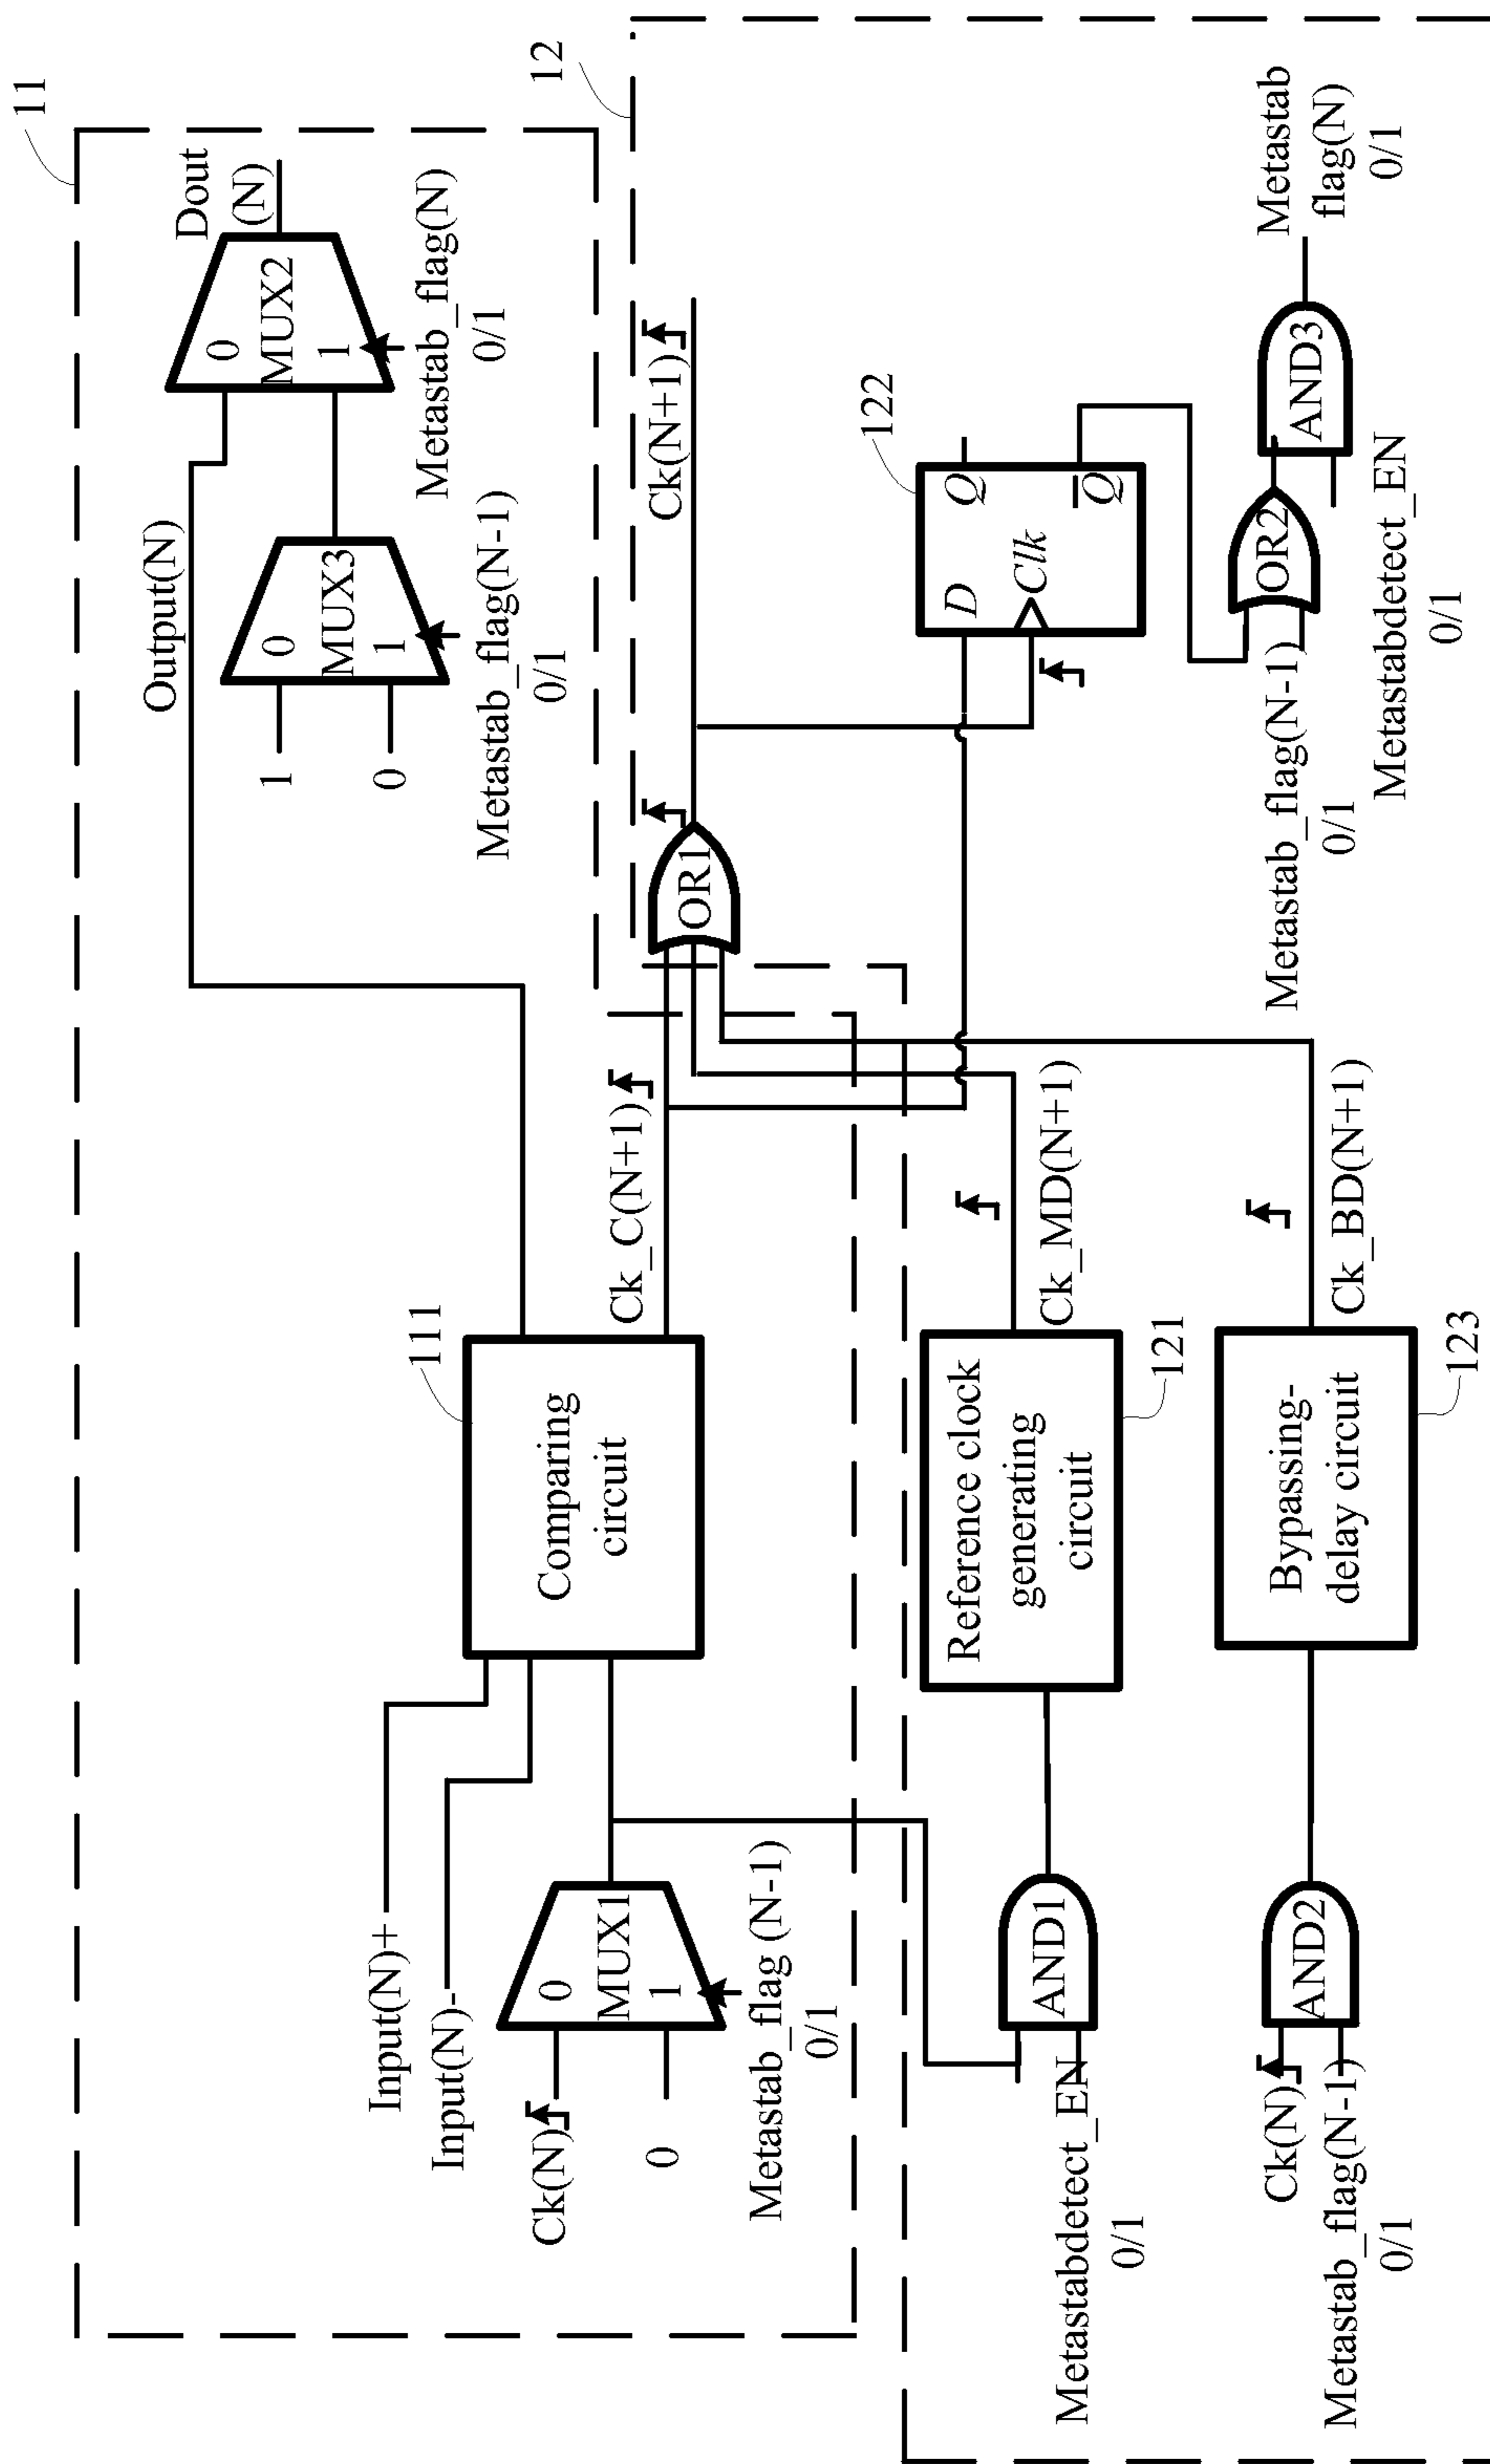 11
Input(N)+
Input(N)-
Ck(N)
0
0
MUX1
1
Metastab_flag (N-1)
0/1
111
Comparing
circuit
Output(N)
Ck_C(N+1)
1
0
0
MUX3
1
Metastab_flag(N-1)
0/1
Dout
(N)
0
MUX2
1
Metastab_flag(N)
0/1
12
OR1
Ck(N+1)
Metastabdetect_EN
0/1
AND1
Reference clock
generating
circuit
121
Ck_MD(N+1)
122
D
Q
Clk
Q
Ck(N)
Metastab_flag(N-1)
0/1
AND2
Bypassing-
delay circuit
123
Ck_BD(N+1)
Metastab_flag(N-1)
0/1
OR2
Metastabdetect_EN
0/1
AND3
Metastab
flag(N)
0/1